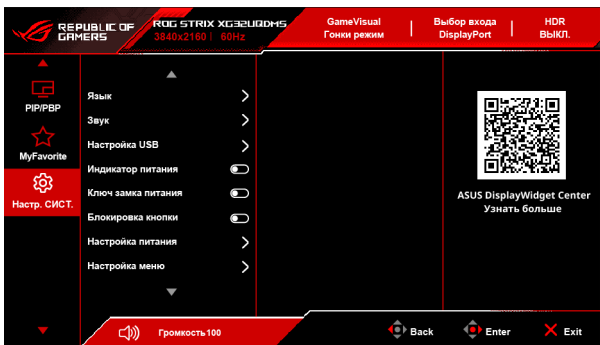 REPUBLIC OF
GAMERS
ROG STRIX XG32UQDMS
3840x2160 | 60Hz
GameVisual
Гонки режим
Выбор входа
DisplayPort
HDR
ВЫКЛ.
PIP/PBP
MyFavorite
Настр. СИСТ.
Язык
Звук
Настройка USB
Индикатор питания
Ключ замка питания
Блокировка кнопки
Настройка питания
Настройка меню
ASUS DisplayWidget Center
Узнать больше
Громкость100
Back
Enter
Exit